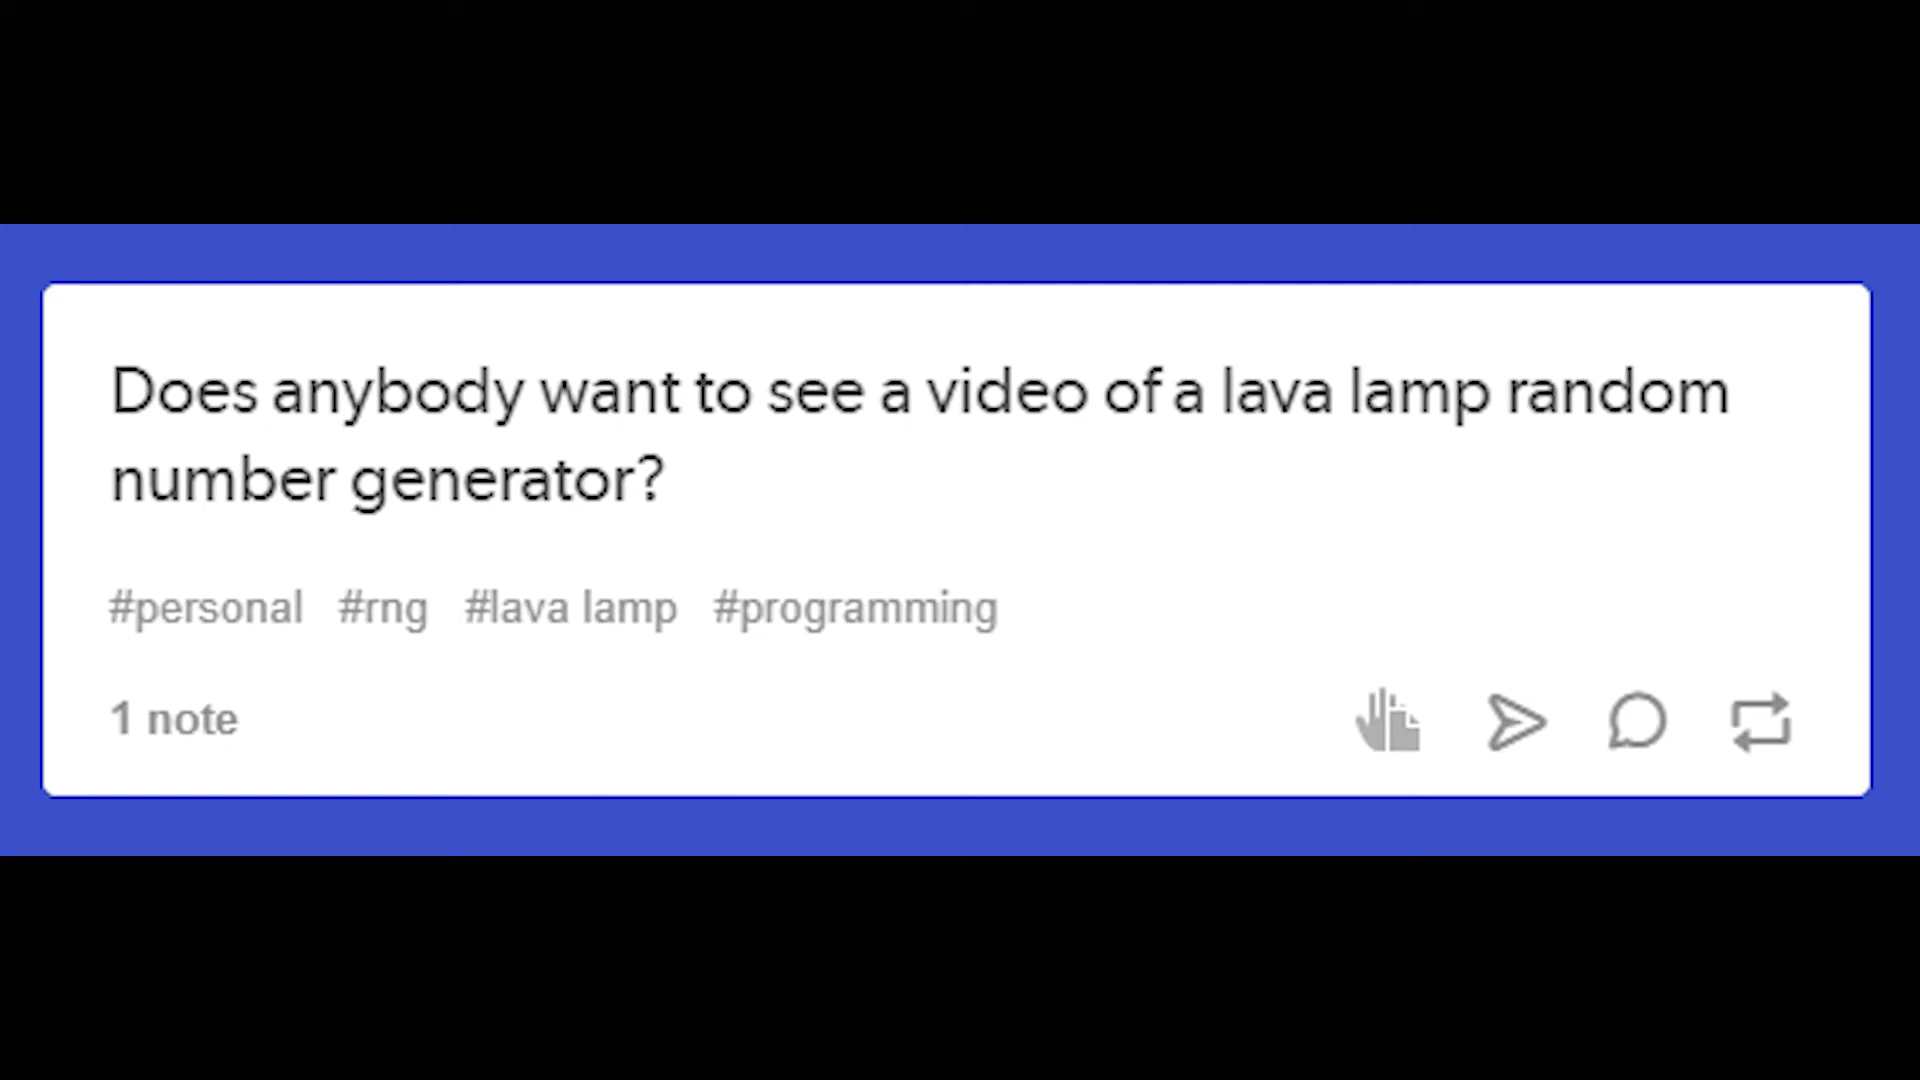 Does anybody want to see a video of a lava lamp random
number generator?
#personal #rng #lava lamp #programming
1 note